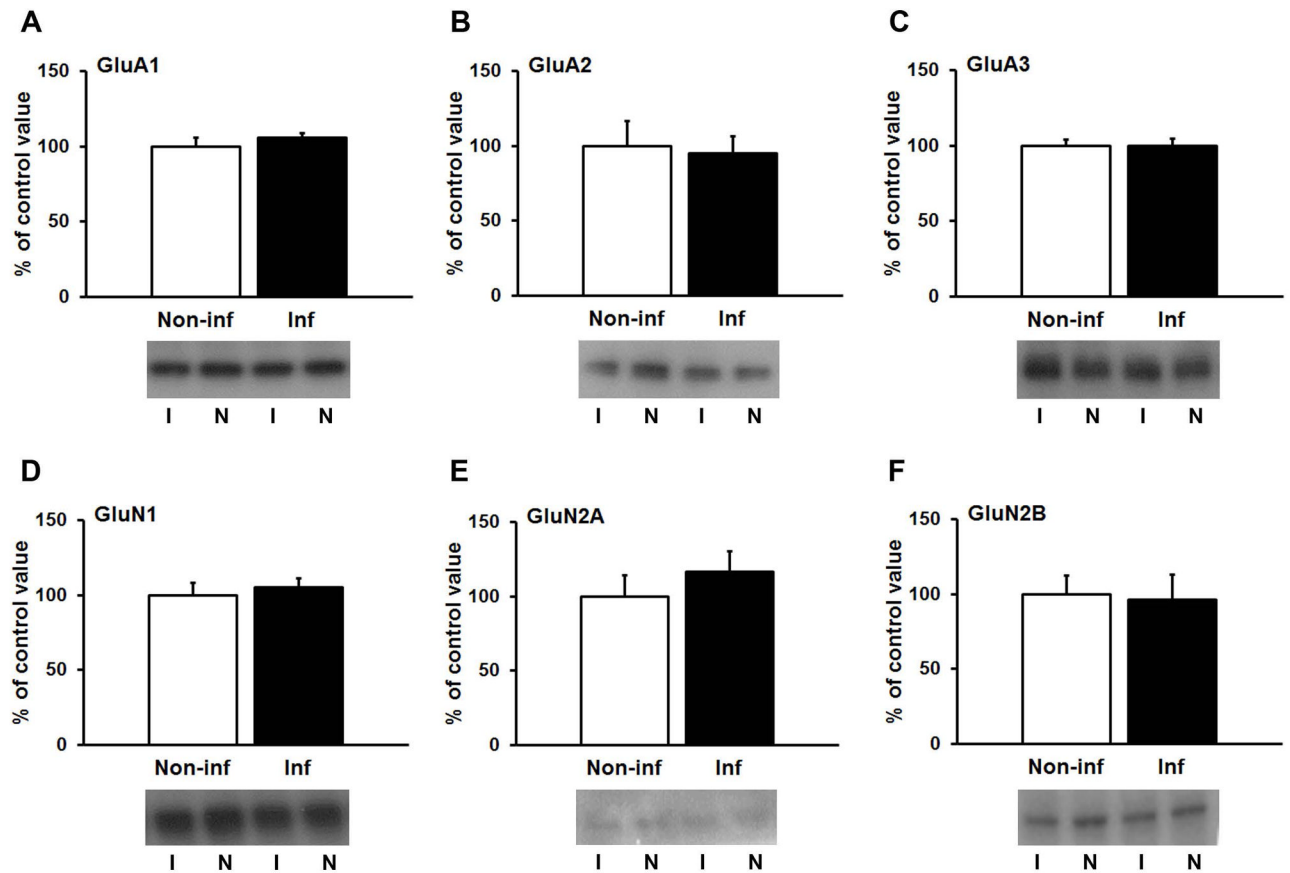 A
GluA1
% of control value
150
100
50
0
Non-inf Inf
I N I N
B
GluA2
% of control value
150
100
50
0
Non-inf Inf
I N I N
C
GluA3
% of control value
150
100
50
0
Non-inf Inf
I N I N
D
GluN1
% of control value
150
100
50
0
Non-inf Inf
I N I N
E
GluN2A
% of control value
150
100
50
0
Non-inf Inf
I N I N
F
GluN2B
% of control value
150
100
50
0
Non-inf Inf
I N I N